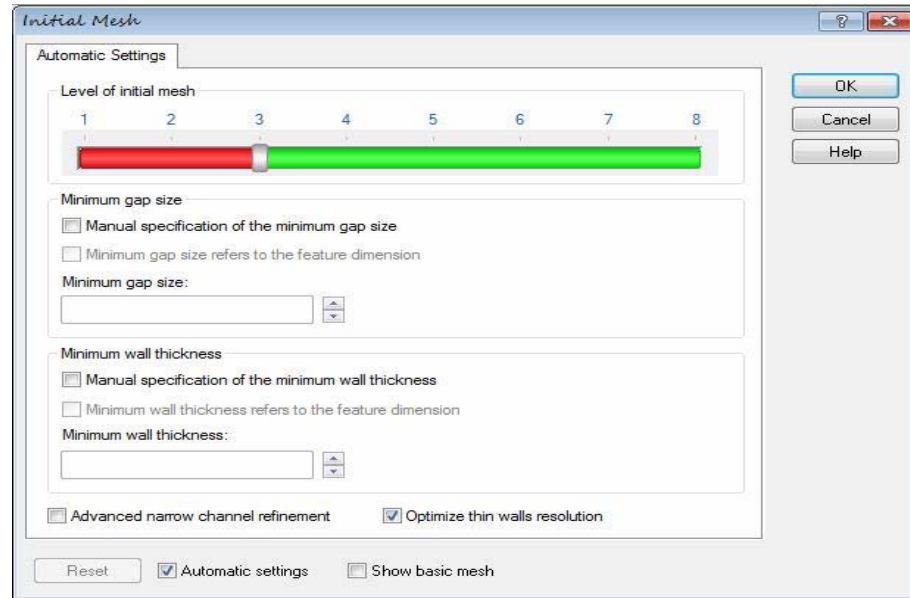 Initial Mesh
Automatic Settings
Level of initial mesh
1 2 3 4 5 6 7 8
Minimum gap size
Manual specification of the minimum gap size
Minimum gap size refers to the feature dimension
Minimum gap size:
Minimum wall thickness
Manual specification of the minimum wall thickness
Minimum wall thickness refers to the feature dimension
Minimum wall thickness:
Advanced narrow channel refinement Optimize thin walls resolution
Reset Automatic settings Show basic mesh
OK
Cancel
Help